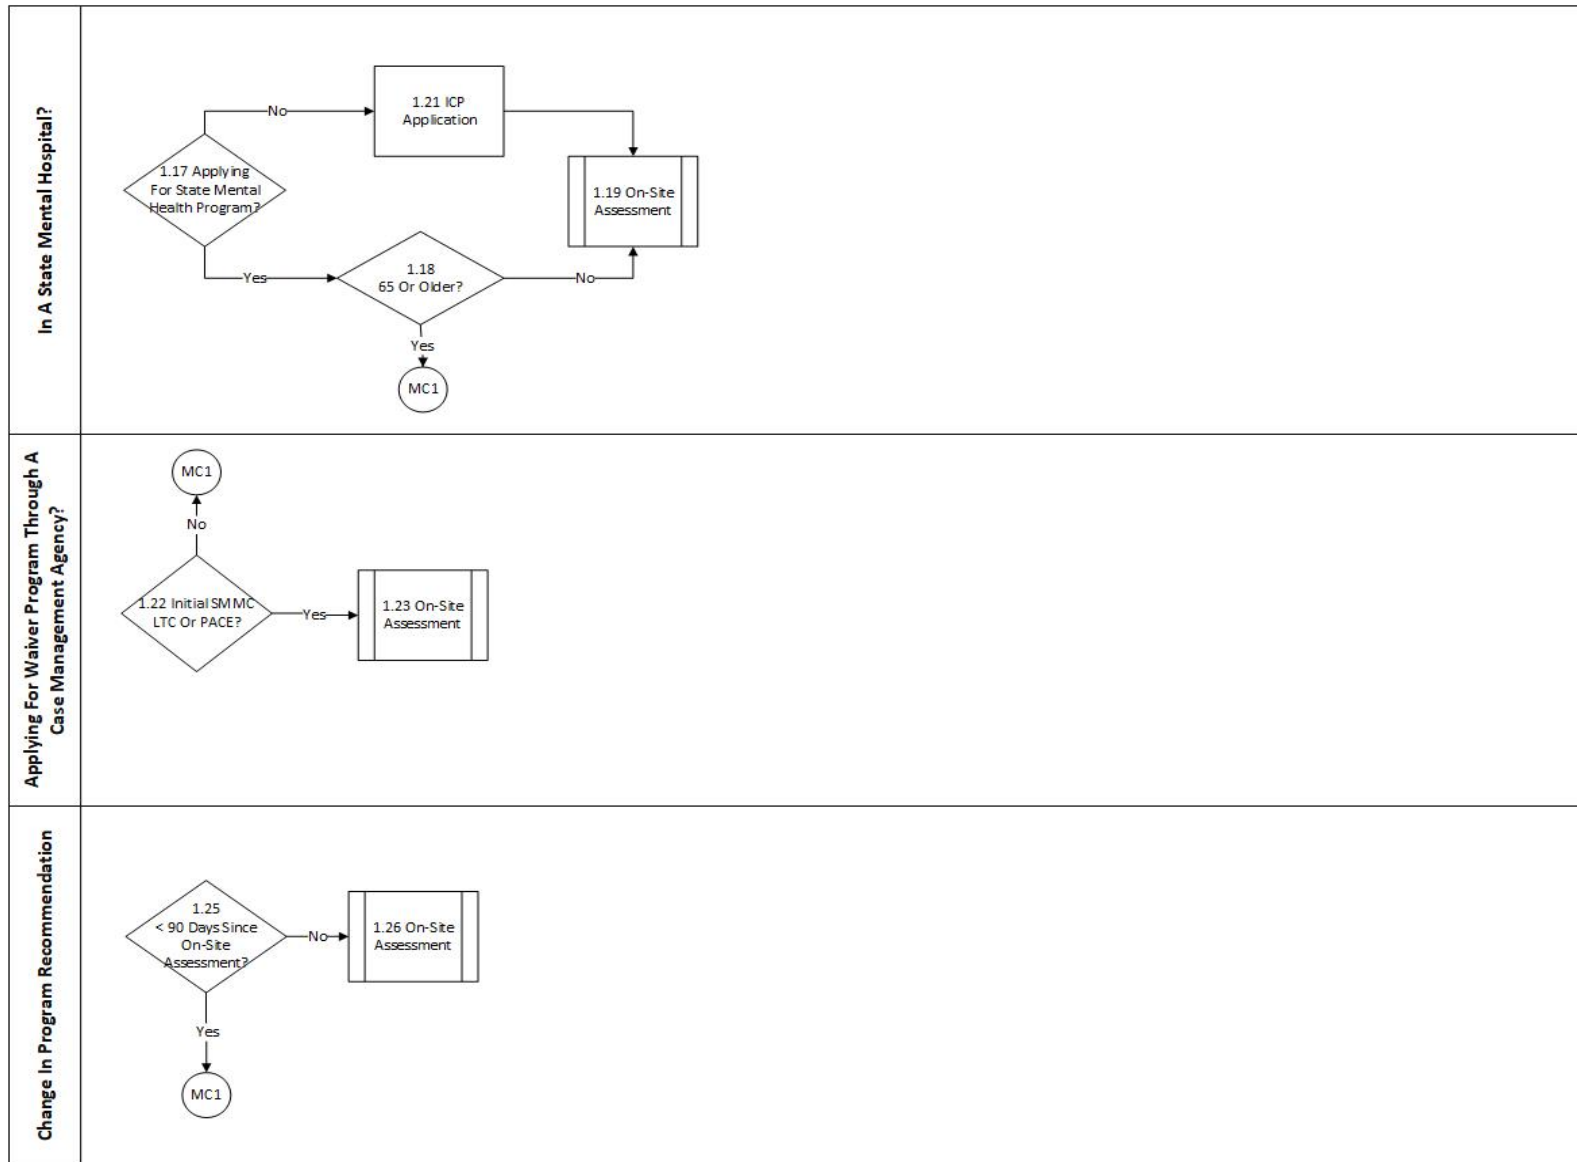 In A State Mental Hospital?
1.17 Applying
For State Mental
Health Program?
No
1.21 ICP
Application
1.19 On-Site
Assessment
Yes
1.18
65 Or Older?
No
Yes
MC1
Applying For Waiver Program Through A
Case Management Agency?
MC1
No
1.22 Initial SMMC
LTC Or PACE?
Yes
1.23 On-Site
Assessment
Change In Program Recommendation
1.25
< 90 Days Since
On-Site
Assessment?
No
1.26 On-Site
Assessment
Yes
MC1